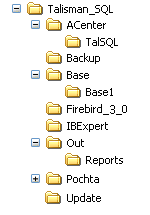 Talisman_SQL
ACenter
TalSQL
Backup
Base
Base1
Firebird_3_0
IBExpert
Out
Reports
Pochta
Update